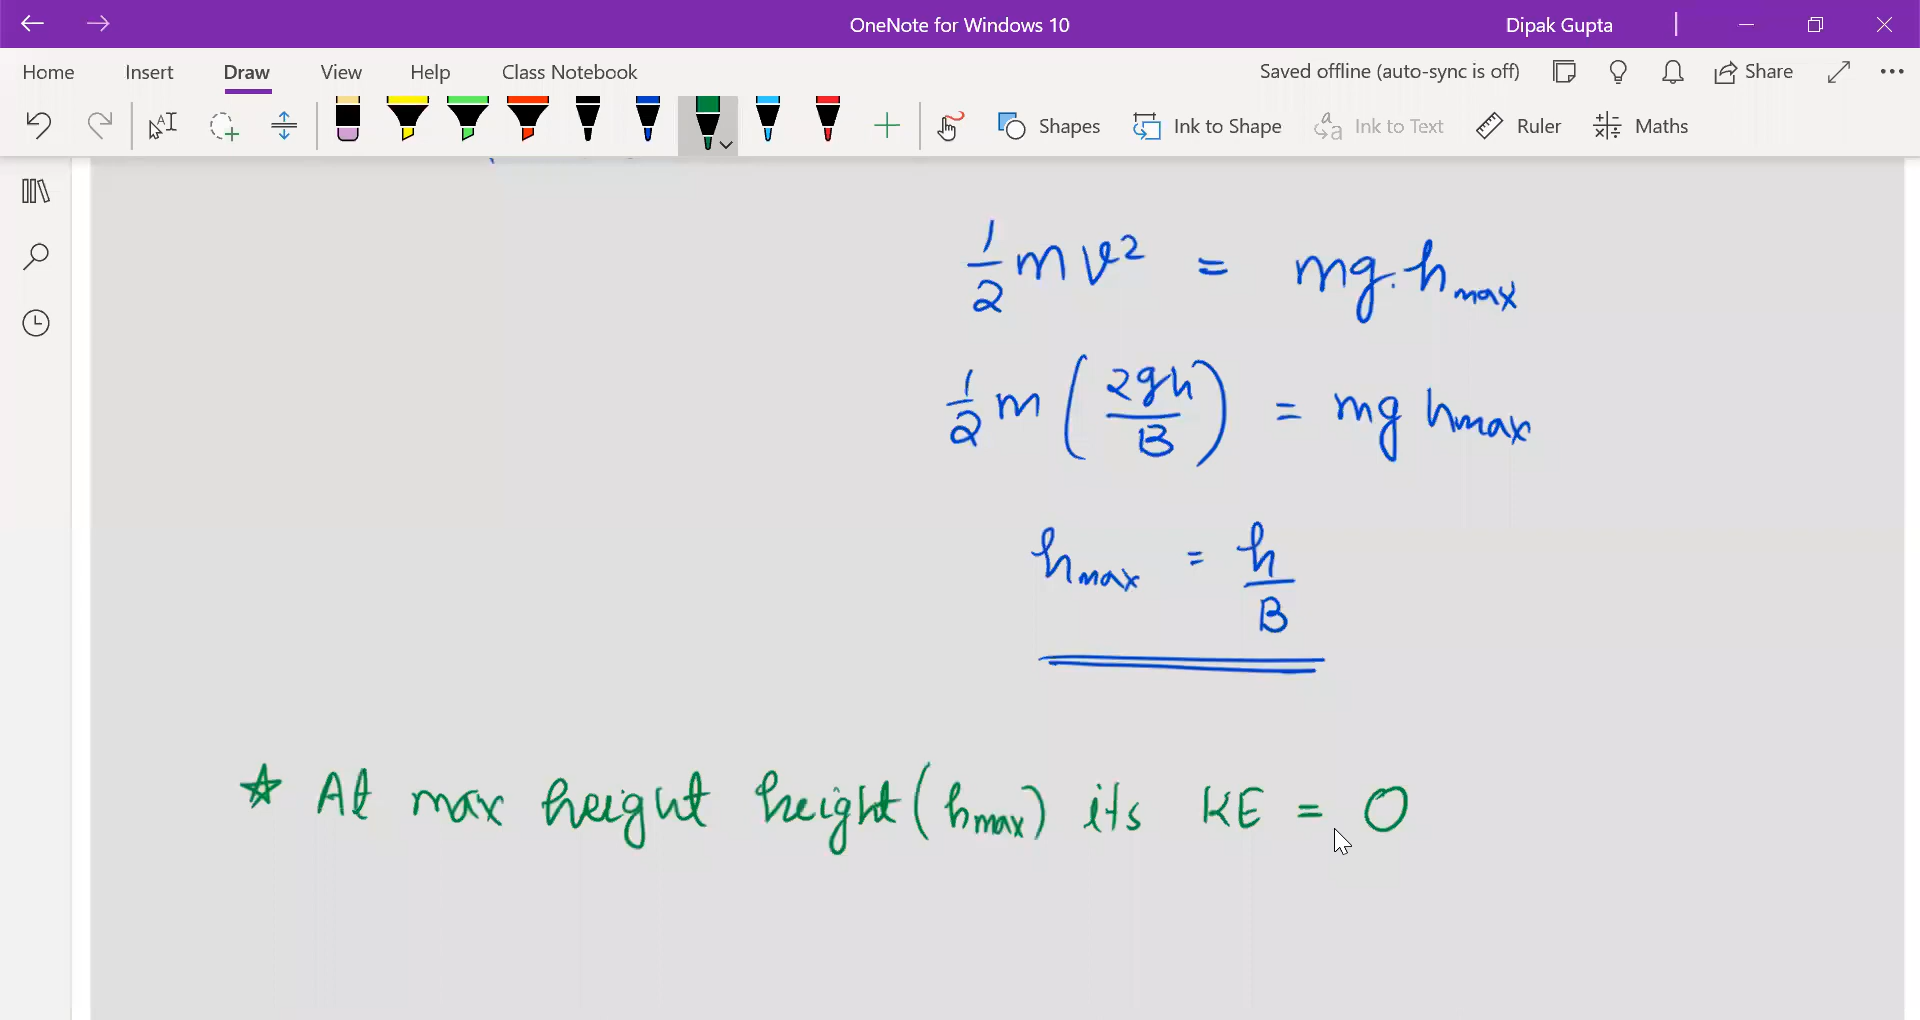 OneNote for Windows 10
Dipak Gupta
Home Insert Draw View Help Class Notebook
Saved offline (auto-sync is off) Share
Shapes Ink to Shape Ink to Text Ruler Maths
1/2 m v² = mg. h max
1/2 m (2gh/B) = mg hmax
hmax = h/B
☆ At max height height (hmax) its KE = 0